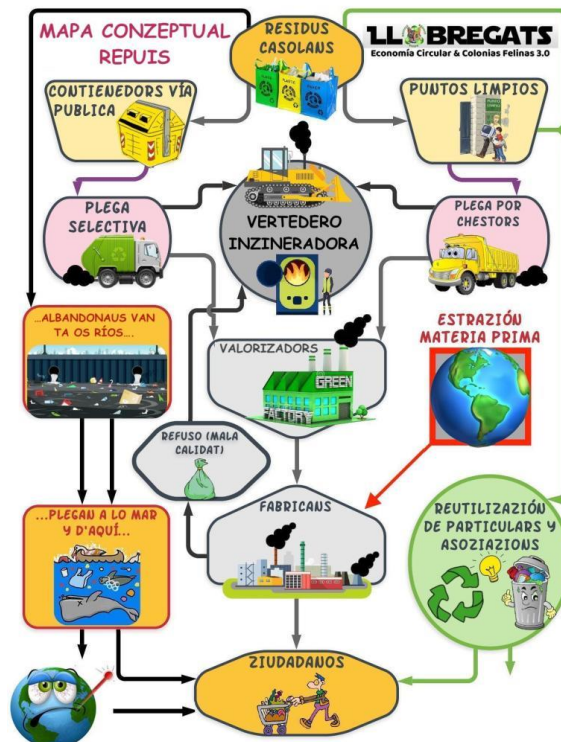 MAPA CONZEPTUAL
REPUIS
RESIDUS
CASOLANS
LLOBREGATS
Economía Circular & Colonias Felinas 3.0
CONTIENEDORS VÍA
PUBLICA
PUNTOS LIMPIOS
PLEGA
SELECTIVA
VERTEDERO
INZINERADORA
PLEGA POR
CHESTORS
...ALBANDONAUS VAN
TA OS RÍOS....
VALORIZADORS
GREEN
FACTORY
ESTRAZIÓN
MATERIA PRIMA
REFUSO (MALA
CALIDAT)
...PLEGAN A LO MAR
Y D'AQUÍ...
FABRICANS
REUTILIZACIÓN
DE PARTICULARS Y
ASOZIAZIONS
ZIUDADANOS